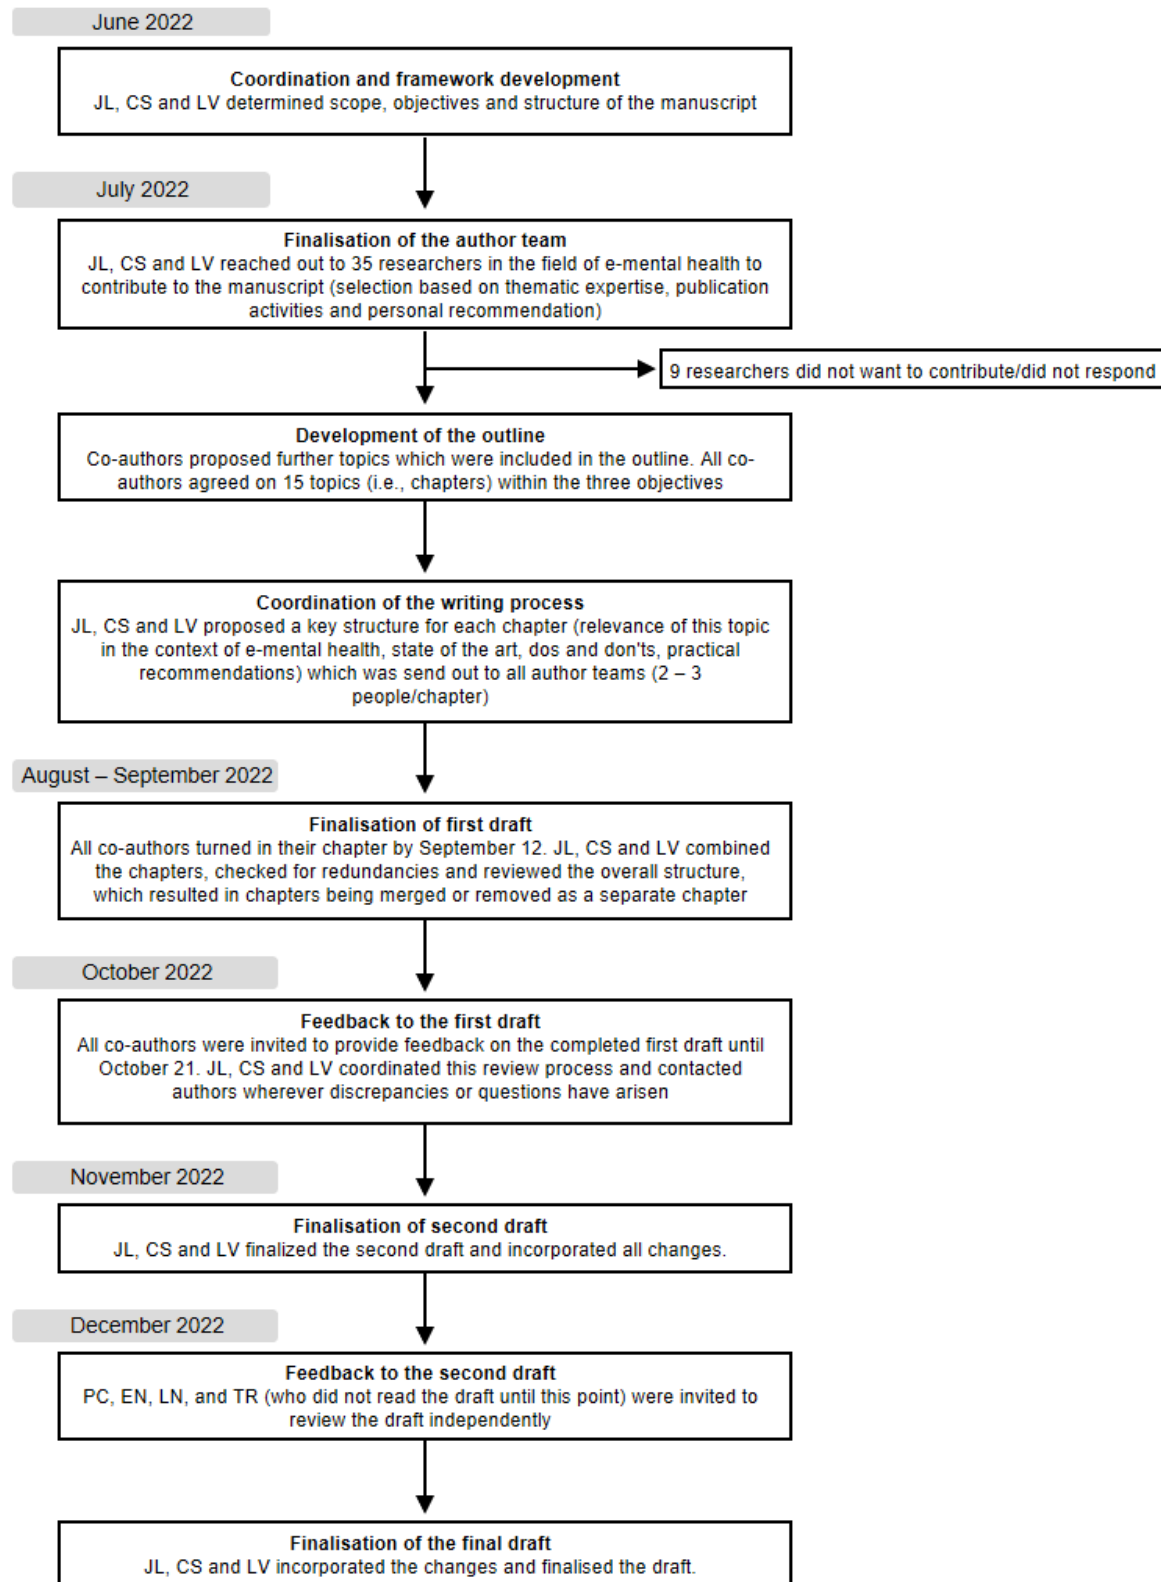 June 2022
Coordination and framework development
JL, CS and LV determined scope, objectives and structure of the manuscript
July 2022
Finalisation of the author team
JL, CS and LV reached out to 35 researchers in the field of e-mental health to
contribute to the manuscript (selection based on thematic expertise, publication
activities and personal recommendation)
9 researchers did not want to contribute/did not respond
Development of the outline
Co-authors proposed further topics which were included in the outline. All co-
authors agreed on 15 topics (i.e., chapters) within the three objectives
Coordination of the writing process
JL, CS and LV proposed a key structure for each chapter (relevance of this topic
in the context of e-mental health, state of the art, dos and don'ts, practical
recommendations) which was send out to all author teams (2 – 3
people/chapter)
August – September 2022
Finalisation of first draft
All co-authors turned in their chapter by September 12. JL, CS and LV combined
the chapters, checked for redundancies and reviewed the overall structure,
which resulted in chapters being merged or removed as a separate chapter
October 2022
Feedback to the first draft
All co-authors were invited to provide feedback on the completed first draft until
October 21. JL, CS and LV coordinated this review process and contacted
authors wherever discrepancies or questions have arisen
November 2022
Finalisation of second draft
JL, CS and LV finalized the second draft and incorporated all changes.
December 2022
Feedback to the second draft
PC, EN, LN, and TR (who did not read the draft until this point) were invited to
review the draft independently
Finalisation of the final draft
JL, CS and LV incorporated the changes and finalised the draft.